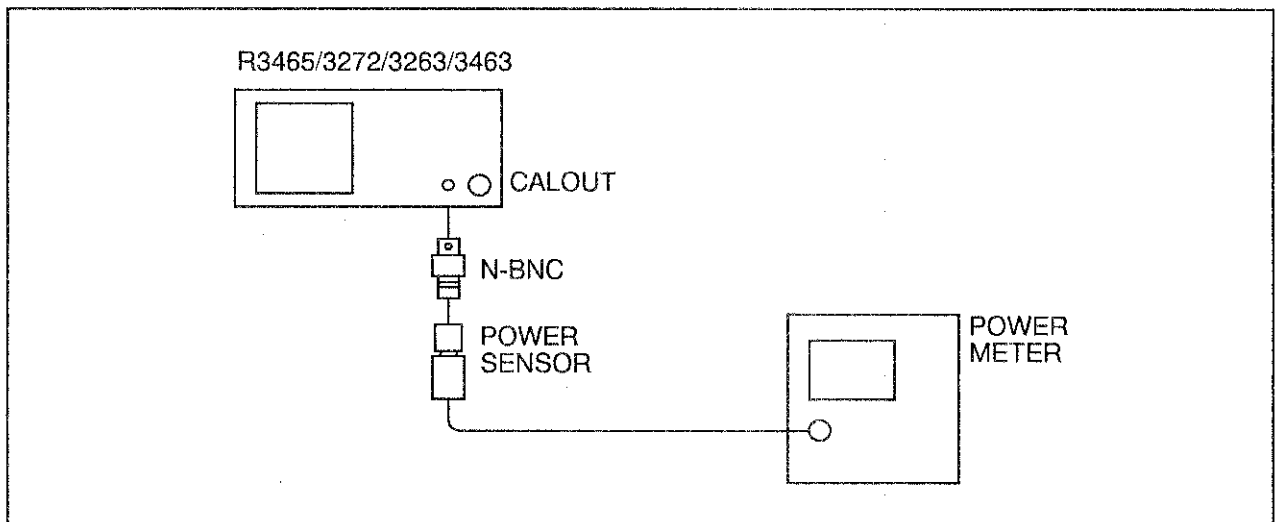 R3465/3272/3263/3463
CALOUT
N-BNC
POWER
SENSOR
POWER
METER